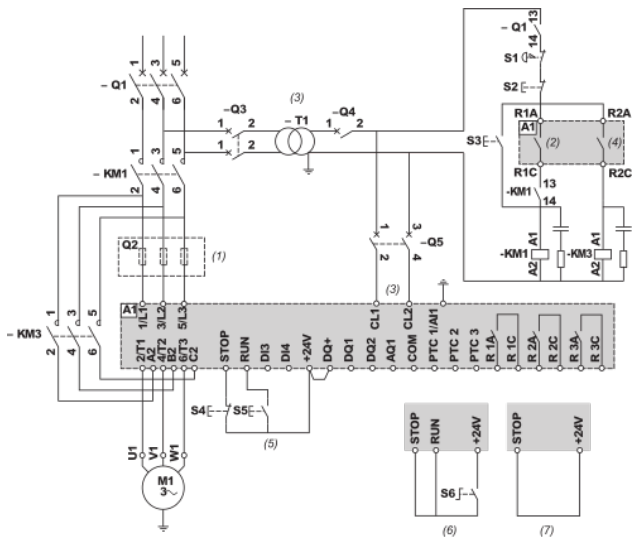 1 3 5
– Q1
2 4 6
13
– Q1
14
S1
S2
–Q3
1 2
1 2
(3)
– T1
–Q4
1 2
R1A R2A
A1
S3
(2) (4)
R1C R2C
– KM1
1 3 5
2 4 6
-KM1
13
14
Q2
(1)
1 3
–Q5
2 4
(3)
A1 A1
-KM1 -KM3
A2 A2
A1
1/L1 3/L2 5/L3 CL1 CL2 PTC 1/AI1
– KM3
1 3 5
2 4 6
2/T1 A2 4/T2 B2 6/T3 C2 STOP RUN DI3 DI4 +24V DQ+ DQ1 DQ2 AQ1 COM PTC 2 PTC 3 R 1A R 1C R 2A R 2C R 3A R 3C
S4 S5
(5)
U1 V1 W1
M1
3
STOP RUN +24V
S6
(6)
STOP +24V
(7)